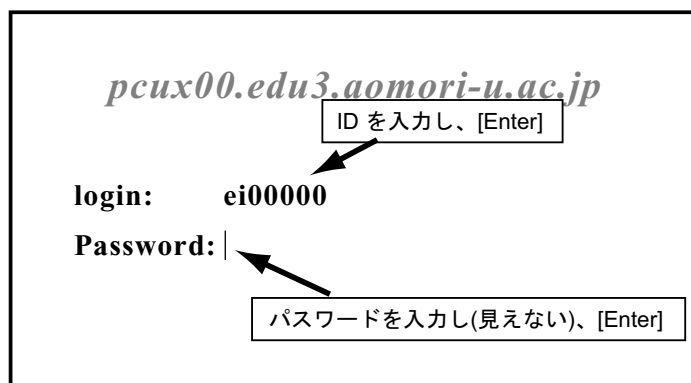 pcux00.edu3.aomori-u.ac.jp
ID を入力し、[Enter]
login: ei00000
Password:
パスワードを入力し(見えない)、[Enter]